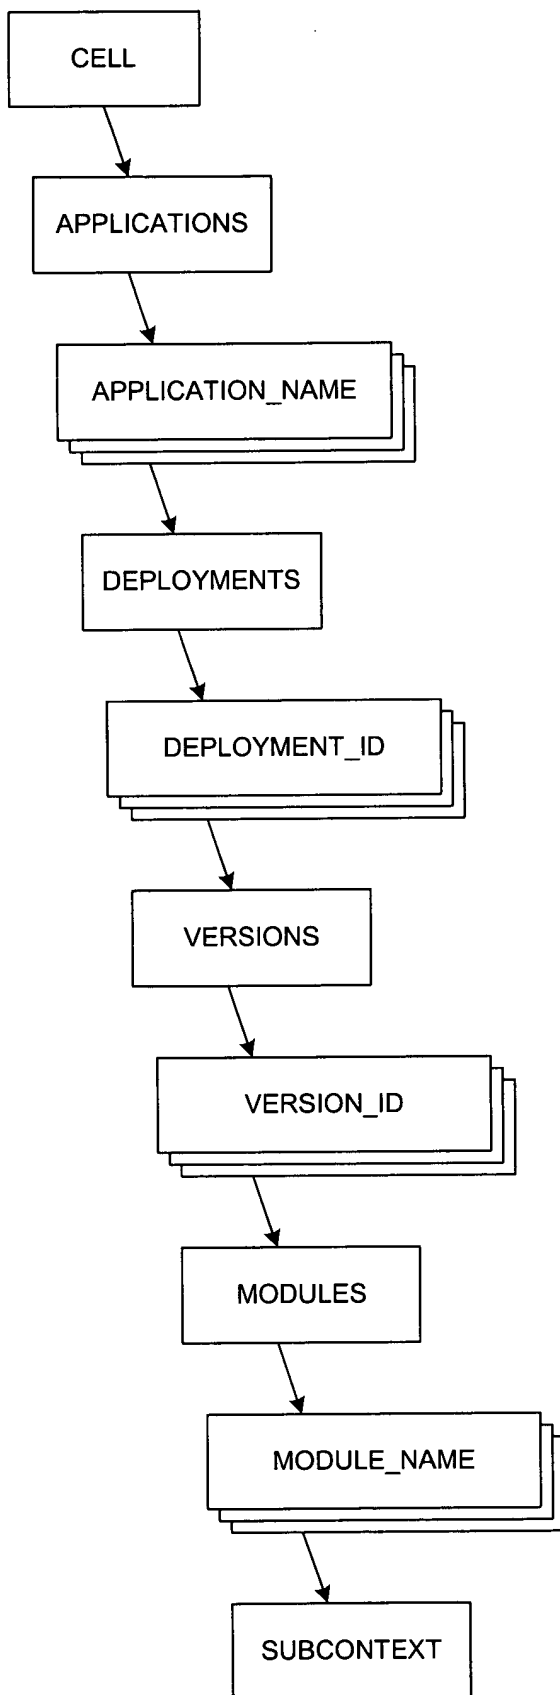 CELL
APPLICATIONS
APPLICATION_NAME
DEPLOYMENTS
DEPLOYMENT_ID
VERSIONS
VERSION_ID
MODULES
MODULE_NAME
SUBCONTEXT